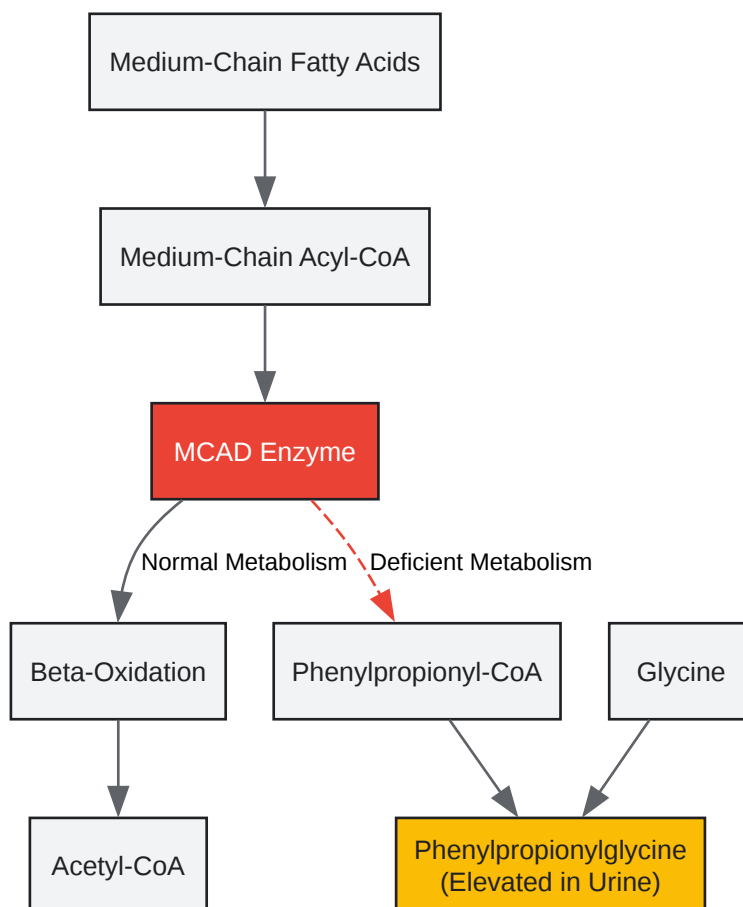 Medium-Chain Fatty Acids
Medium-Chain Acyl-CoA
MCAD Enzyme
Normal Metabolism
Deficient Metabolism
Beta-Oxidation
Phenylpropionyl-CoA
Glycine
Acetyl-CoA
Phenylpropionylglycine
(Elevated in Urine)